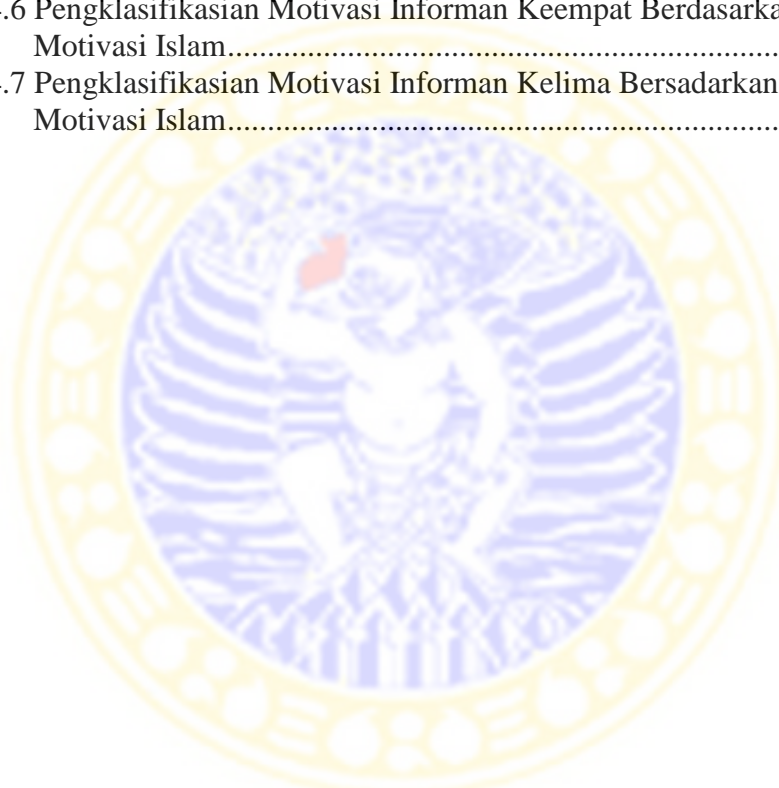 .6 Pengklasifikasian Motivasi Informan Keempat Berdasarka
Motivasi Islam.....................................................................
.7 Pengklasifikasian Motivasi Informan Kelima Bersadarkan
Motivasi Islam.....................................................................